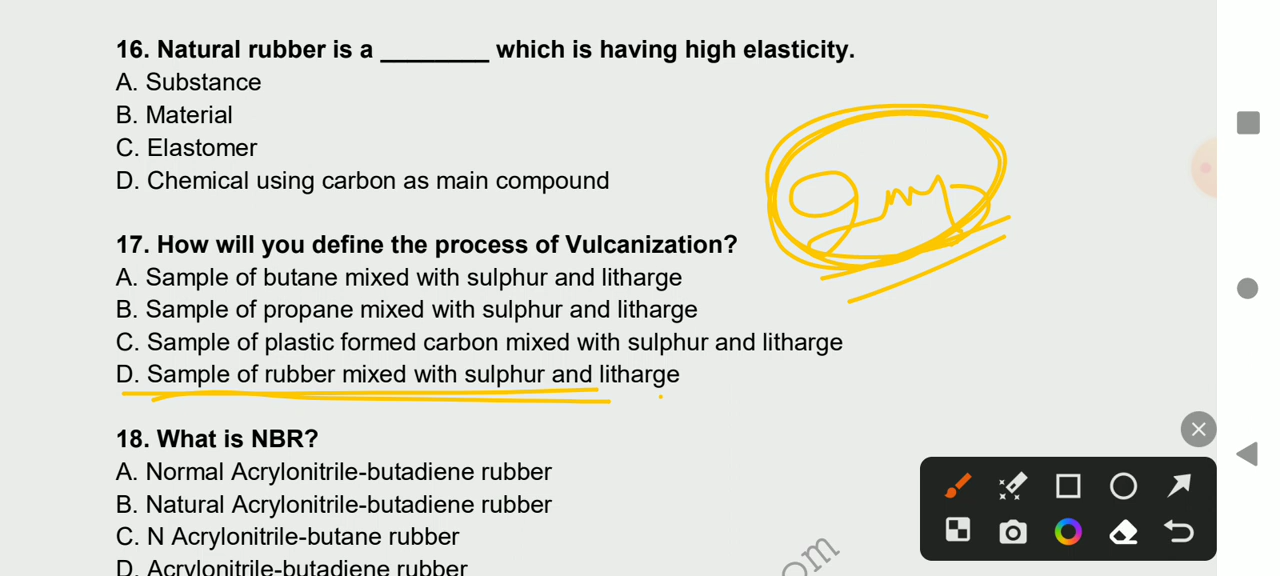 16. Natural rubber is a ________ which is having high elasticity.
A. Substance
B. Material
C. Elastomer
D. Chemical using carbon as main compound
17. How will you define the process of Vulcanization?
A. Sample of butane mixed with sulphur and litharge
B. Sample of propane mixed with sulphur and litharge
C. Sample of plastic formed carbon mixed with sulphur and litharge
D. Sample of rubber mixed with sulphur and litharge
18. What is NBR?
A. Normal Acrylonitrile-butadiene rubber
B. Natural Acrylonitrile-butadiene rubber
C. N Acrylonitrile-butane rubber
D. Acrylonitrile-butadiene rubber
om